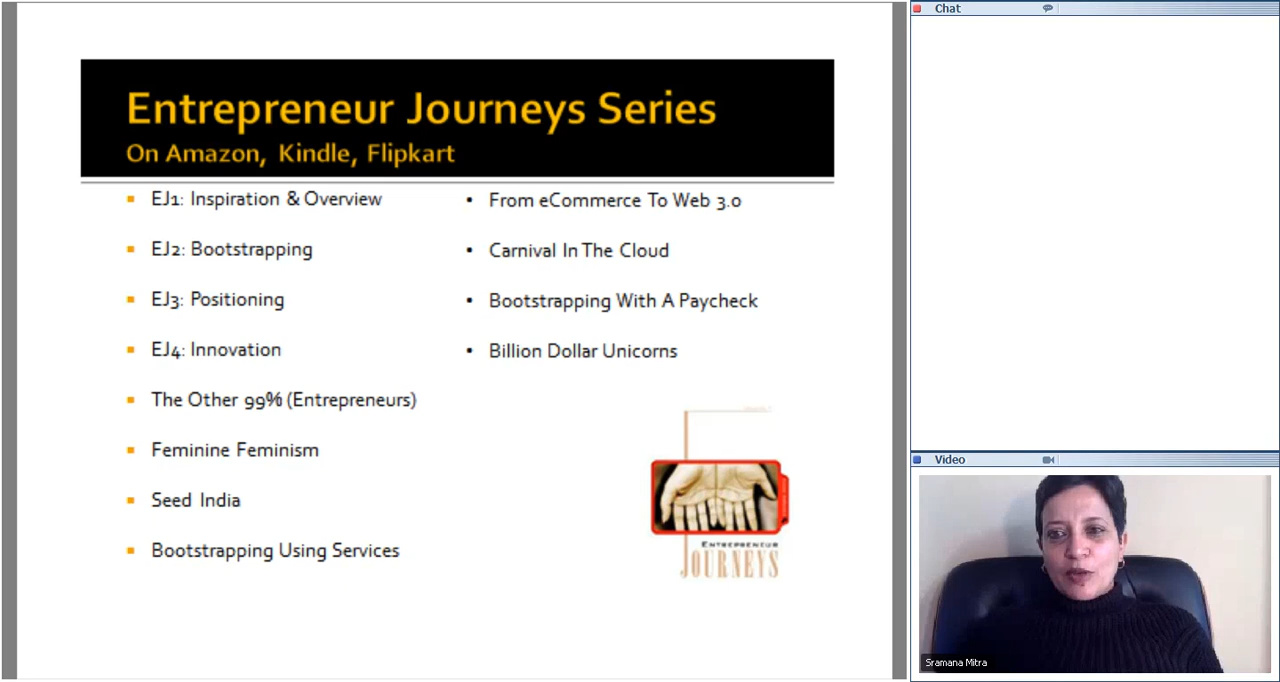 Entrepreneur Journeys Series
On Amazon, Kindle, Flipkart
EJ1: Inspiration & Overview
EJ2: Bootstrapping
EJ3: Positioning
EJ4: Innovation
The Other 99% (Entrepreneurs)
Feminine Feminism
Seed India
Bootstrapping Using Services
From eCommerce To Web 3.0
Carnival In The Cloud
Bootstrapping With A Paycheck
Billion Dollar Unicorns
ENTREPRENEUR
JOURNEYS
Chat
Video
Sramana Mitra